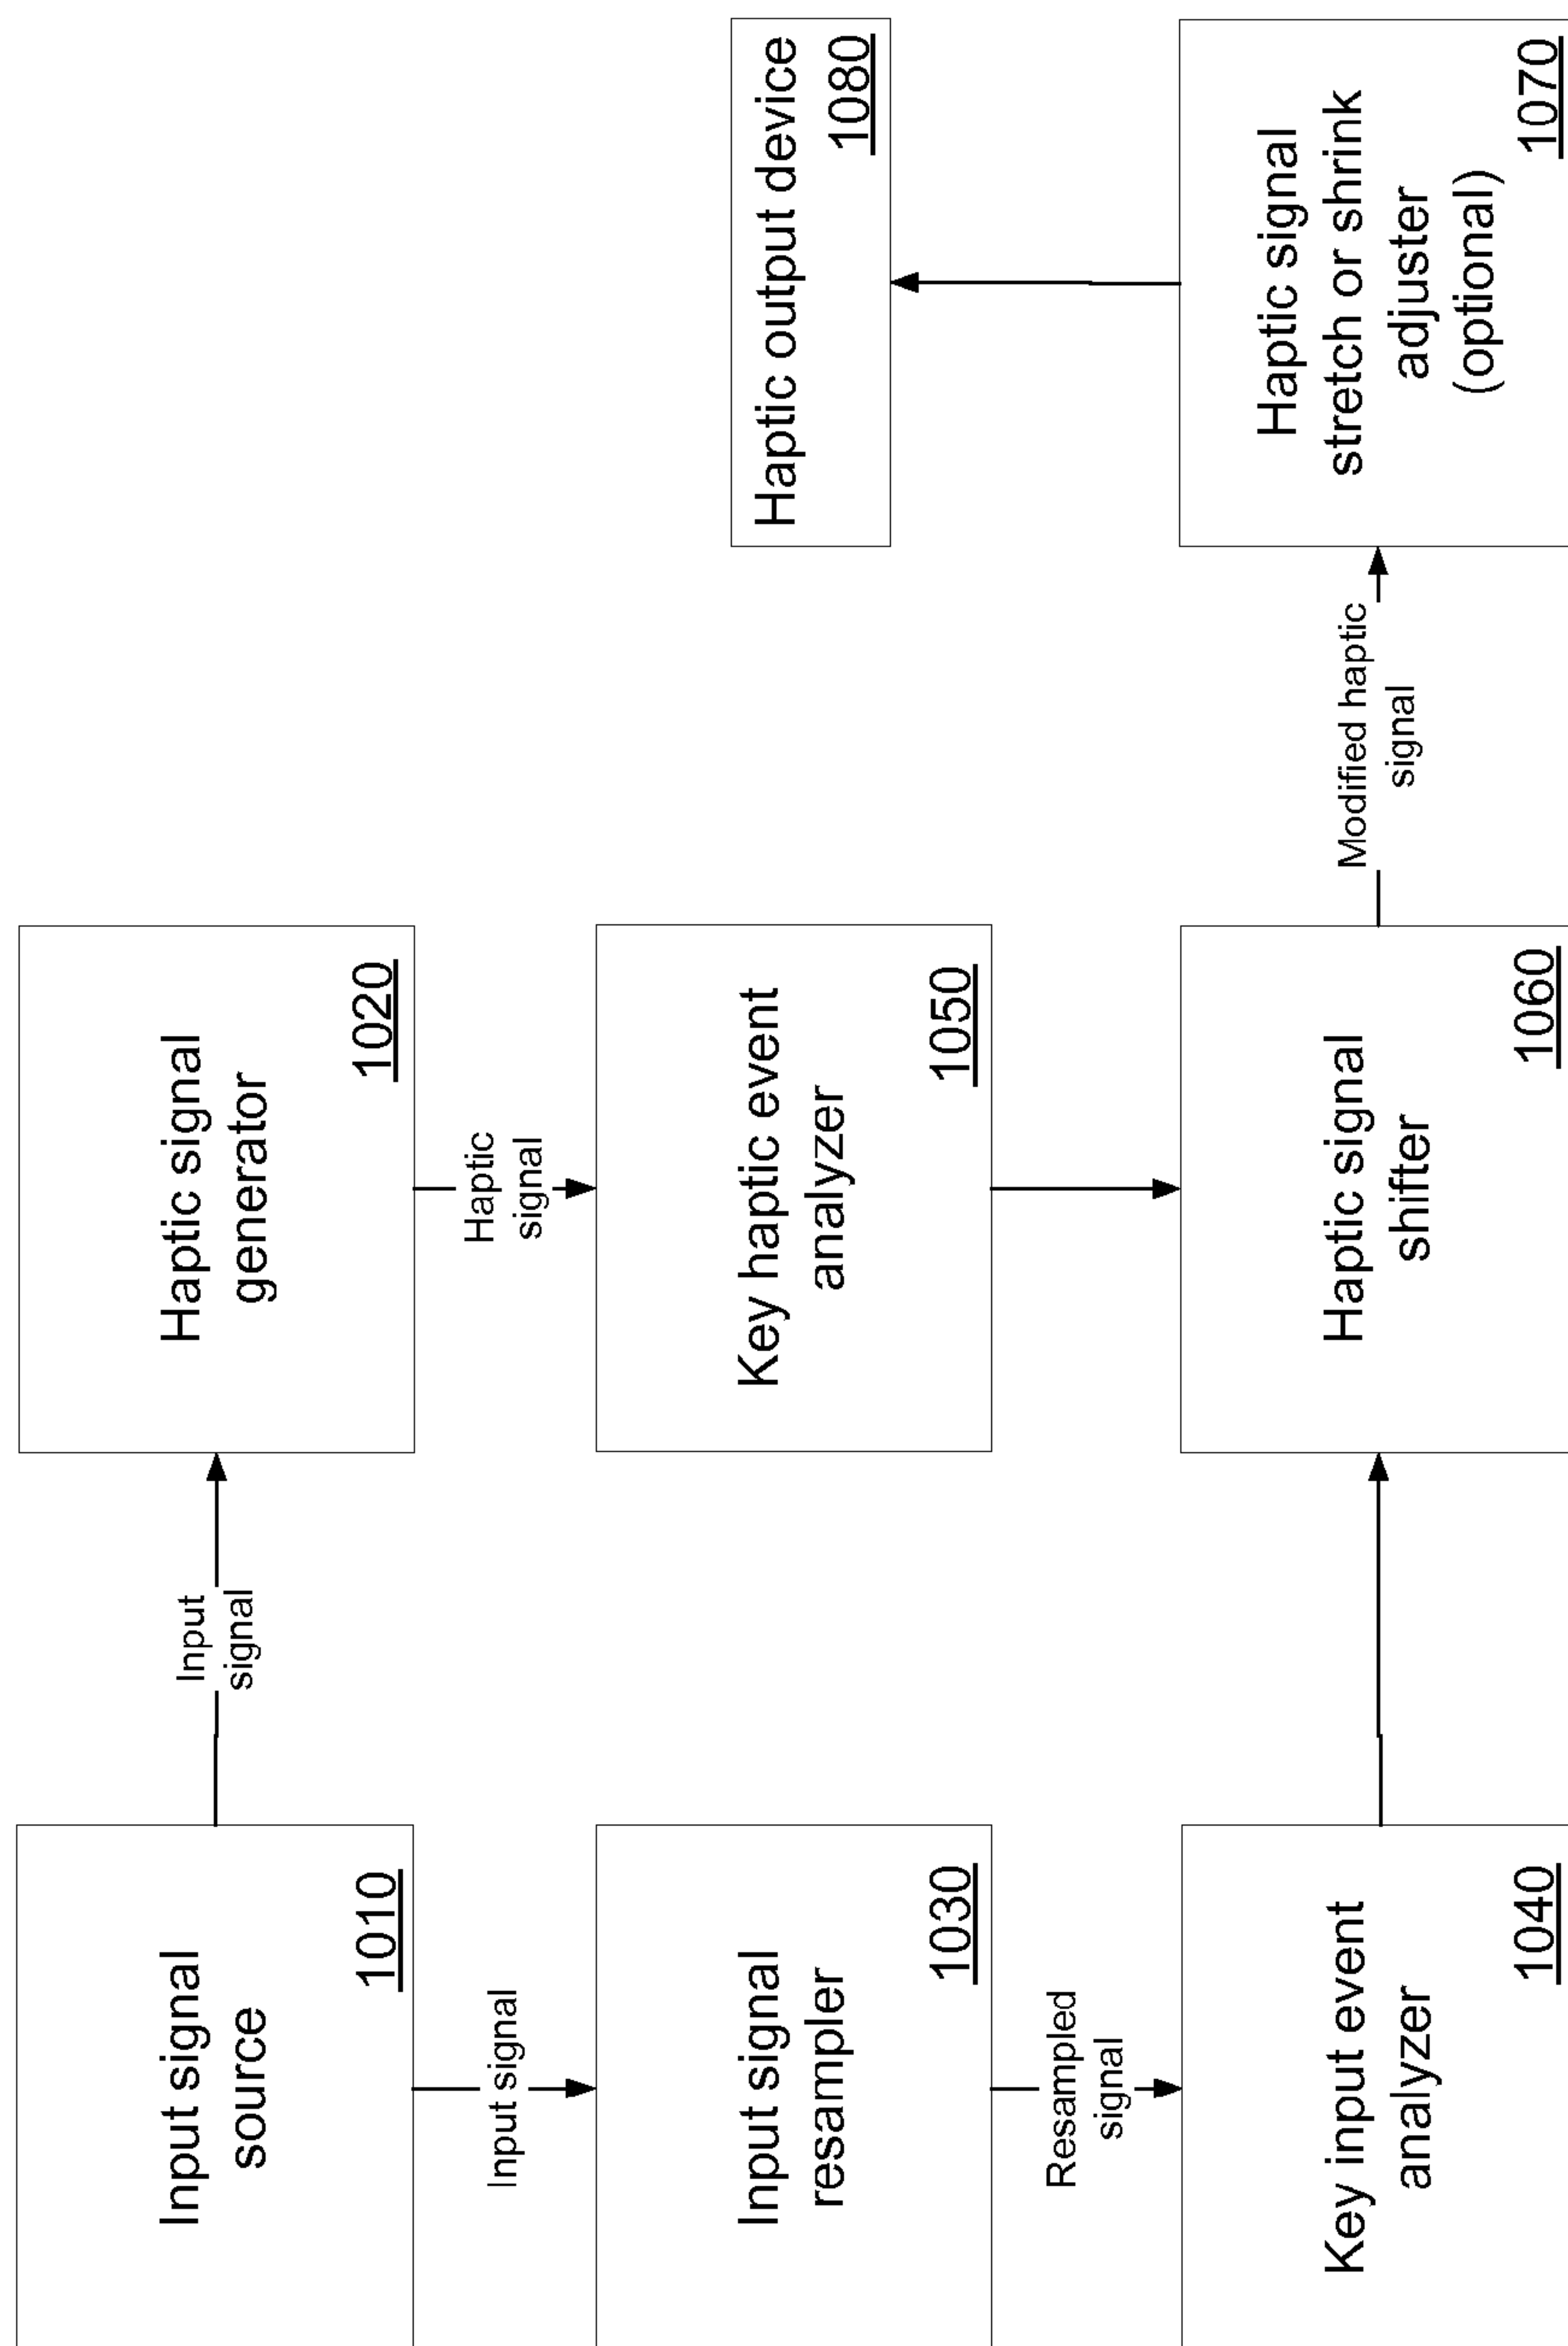 Input signal
source
1010
Input
signal
Haptic signal
generator
1020
Input signal
Haptic
signal
Input signal
resampler
1030
Key haptic event
analyzer
1050
Haptic output device
1080
Resampled
signal
Key input event
analyzer
1040
Haptic signal
shifter
1060
Modified haptic
signal
Haptic signal
stretch or shrink
adjuster
(optional)
1070